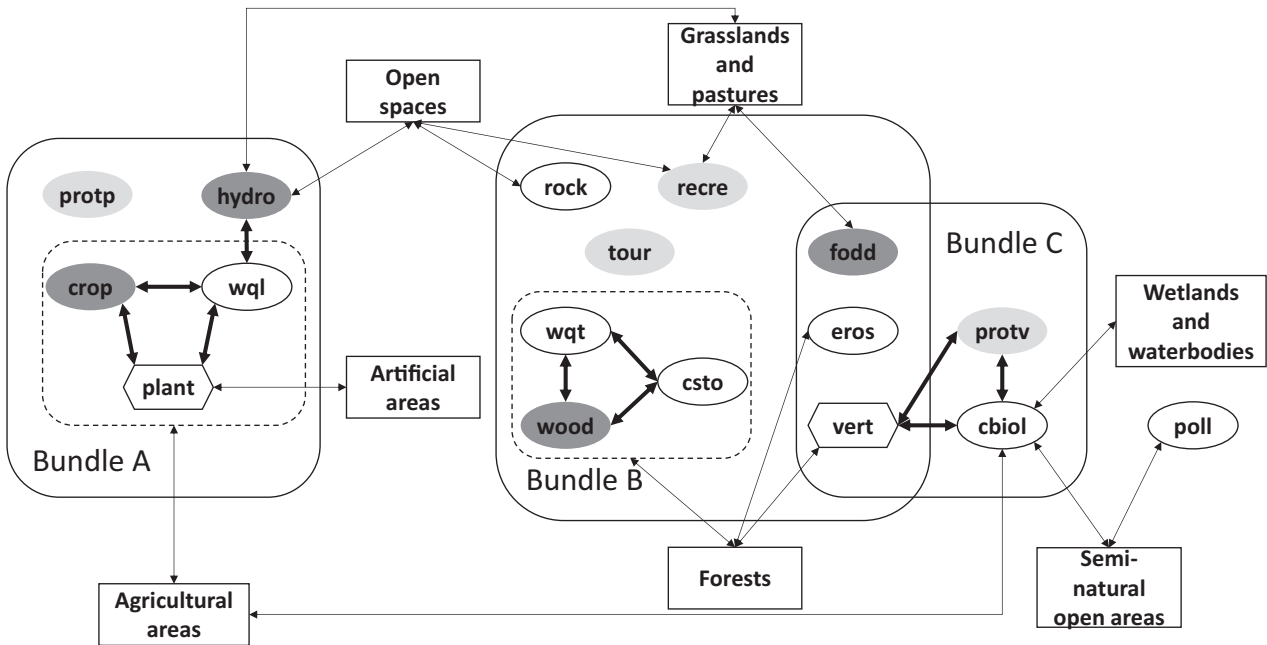 Grasslands
and
pastures
Open
spaces
protp
hydro
rock
recre
tour
fodd
Bundle C
crop
wql
wqt
eros
protv
Wetlands
and
waterbodies
plant
Artificial
areas
csto
wood
vert
cbiol
poll
Bundle A
Bundle B
Forests
Semi-
natural
open areas
Agricultural
areas